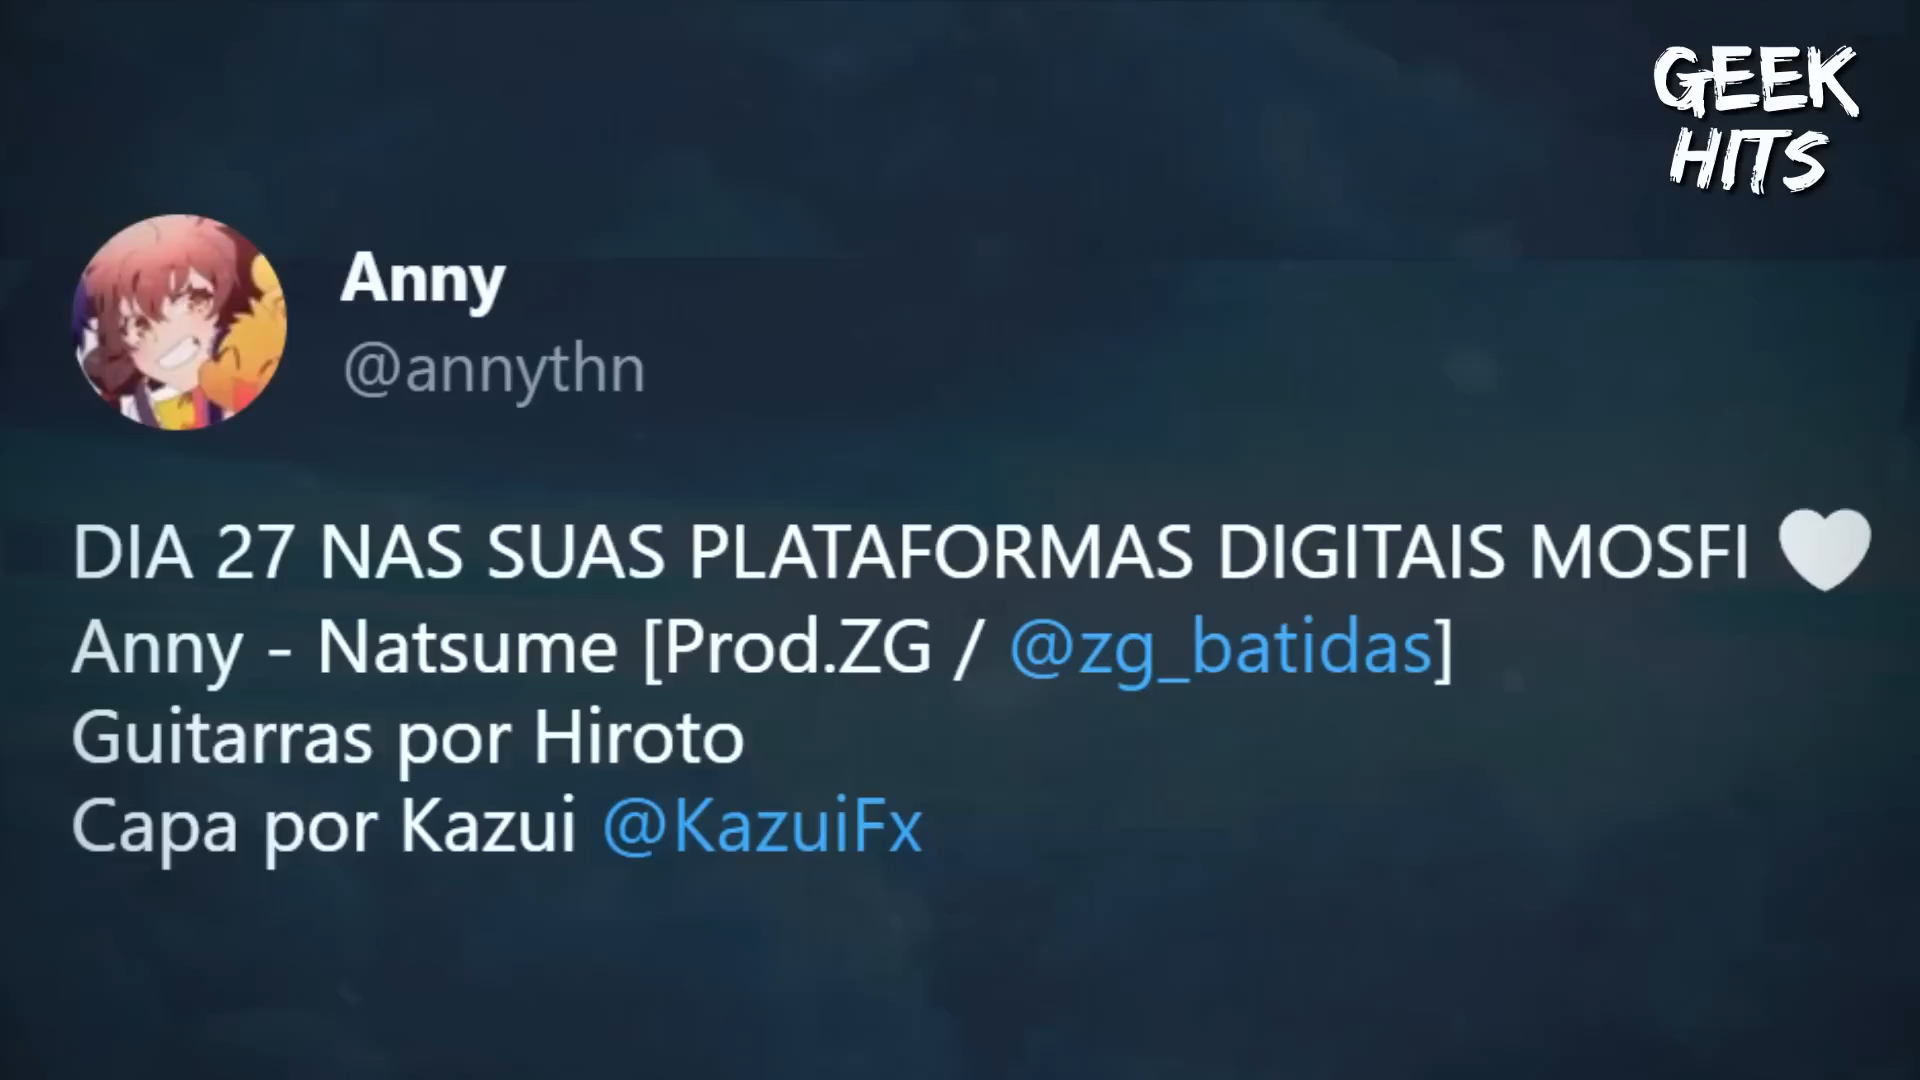 GEEK
HITS
Anny
@annythn
DIA 27 NAS SUAS PLATAFORMAS DIGITAIS MOSFI 🤍
Anny - Natsume [Prod.ZG / @zg_batidas]
Guitarras por Hiroto
Capa por Kazui @KazuiFx